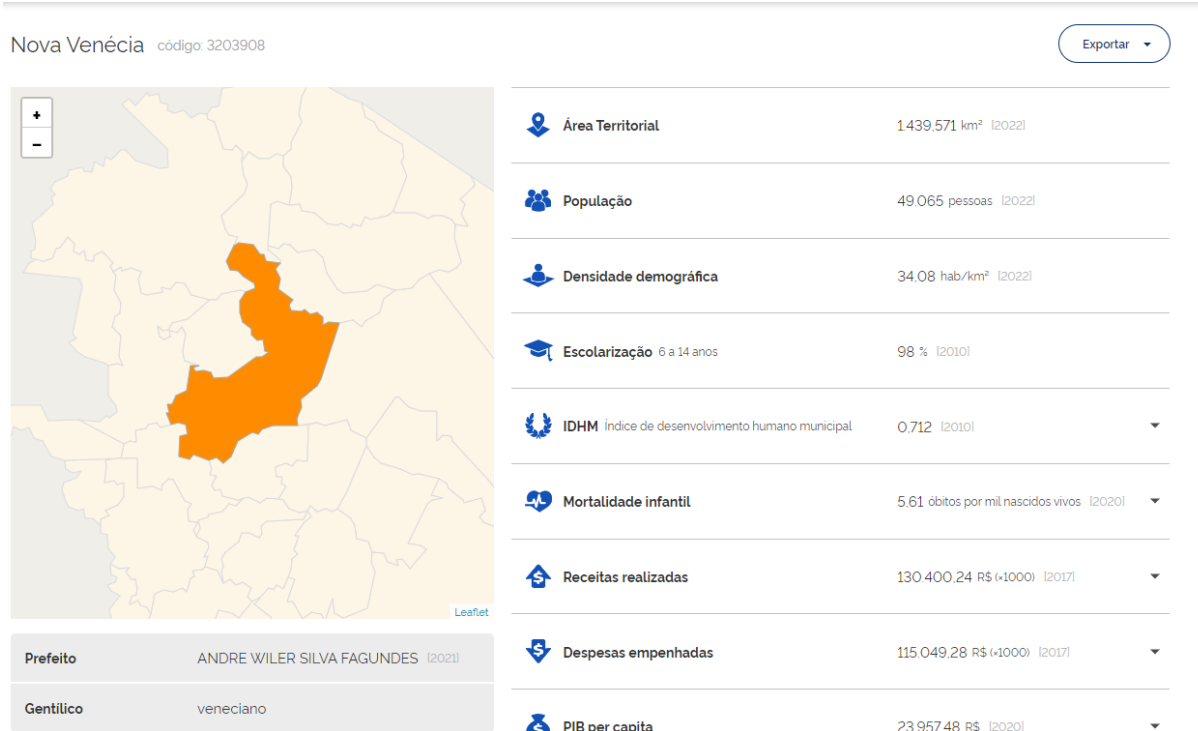 Nova Venécia código: 3203908
Exportar
+
−
Leaflet
Prefeito ANDRE WILER SILVA FAGUNDES [2021]
Gentílico veneciano
Área Territorial 1.439,571 km² [2022]
População 49.065 pessoas [2022]
Densidade demográfica 34,08 hab/km² [2022]
Escolarização 6 a 14 anos 98 % [2010]
IDHM Índice de desenvolvimento humano municipal 0,712 [2010]
Mortalidade infantil 5,61 óbitos por mil nascidos vivos [2020]
Receitas realizadas 130.400,24 R$ (×1000) [2017]
Despesas empenhadas 115.049,28 R$ (×1000) [2017]
PIB per capita 23.957,48 R$ [2020]